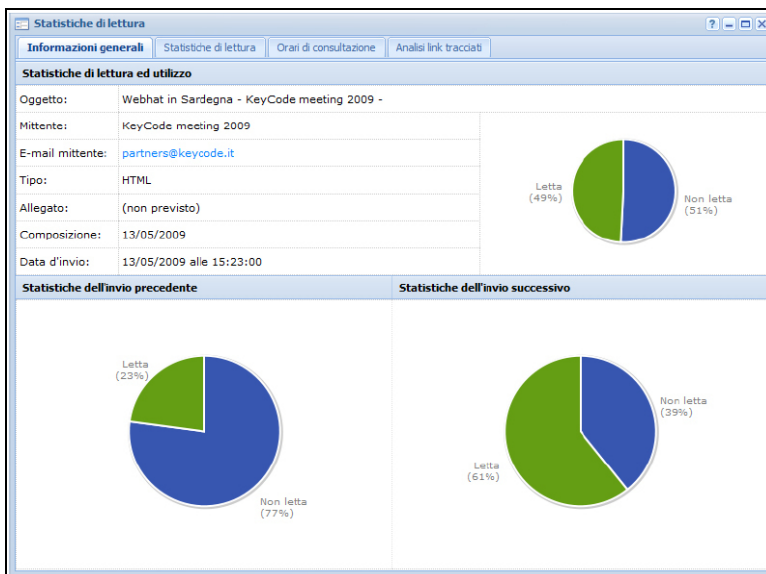 Statistiche di lettura
Informazioni generali Statistiche di lettura Orari di consultazione Analisi link tracciati
Statistiche di lettura ed utilizzo
Oggetto: Webhat in Sardegna - KeyCode meeting 2009 -
Mittente: KeyCode meeting 2009
E-mail mittente: partners@keycode.it
Tipo: HTML
Allegato: (non previsto)
Composizione: 13/05/2009
Data d'invio: 13/05/2009 alle 15:23:00
Letta
(49%)
Non letta
(51%)
Statistiche dell'invio precedente
Letta
(23%)
Non letta
(77%)
Statistiche dell'invio successivo
Non letta
(39%)
Letta
(61%)